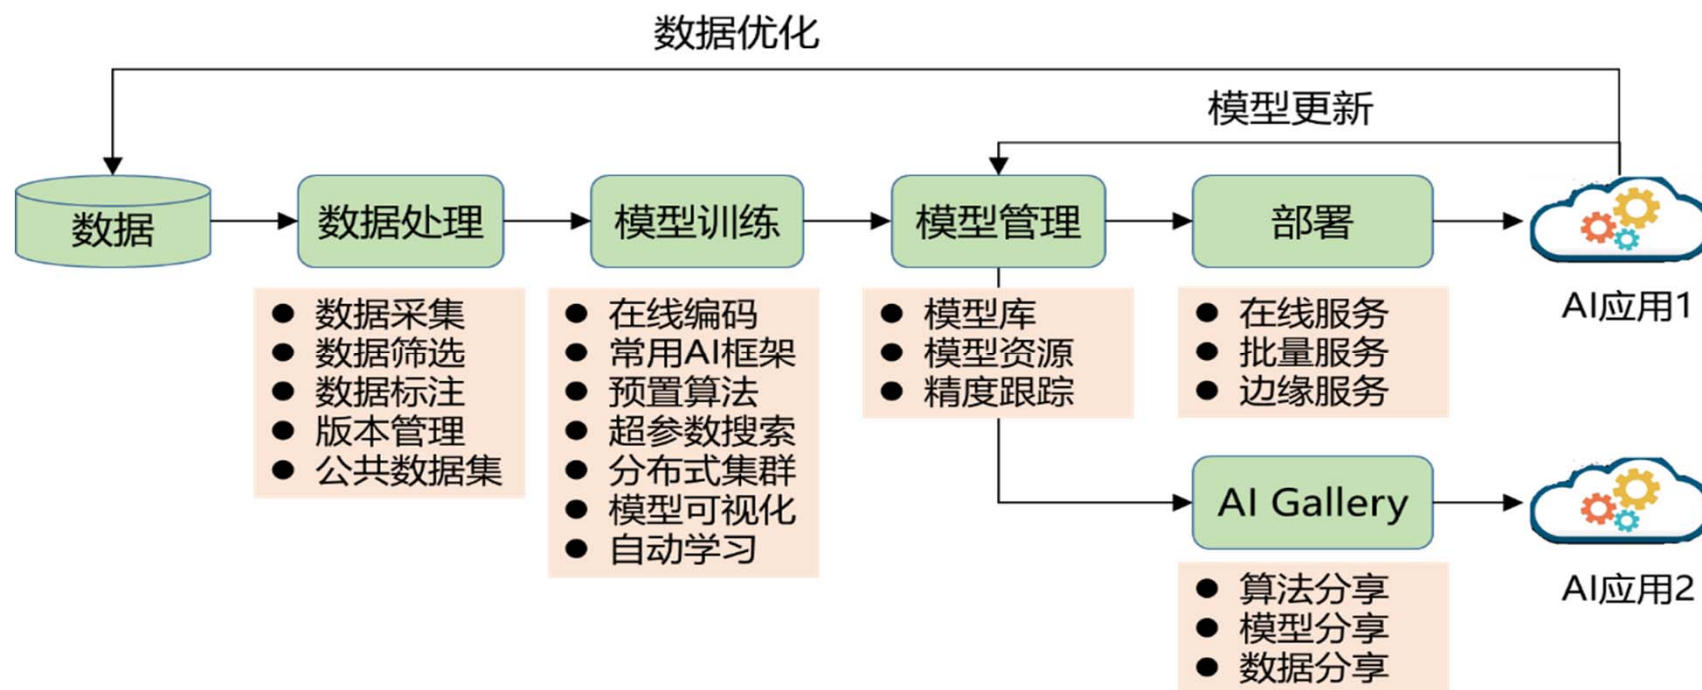 数据优化
模型更新
数据
数据处理
模型训练
模型管理
部署
AI应用1
数据采集
数据筛选
数据标注
版本管理
公共数据集
在线编码
常用AI框架
预置算法
超参数搜索
分布式集群
模型可视化
自动学习
模型库
模型资源
精度跟踪
在线服务
批量服务
边缘服务
AI Gallery
AI应用2
算法分享
模型分享
数据分享